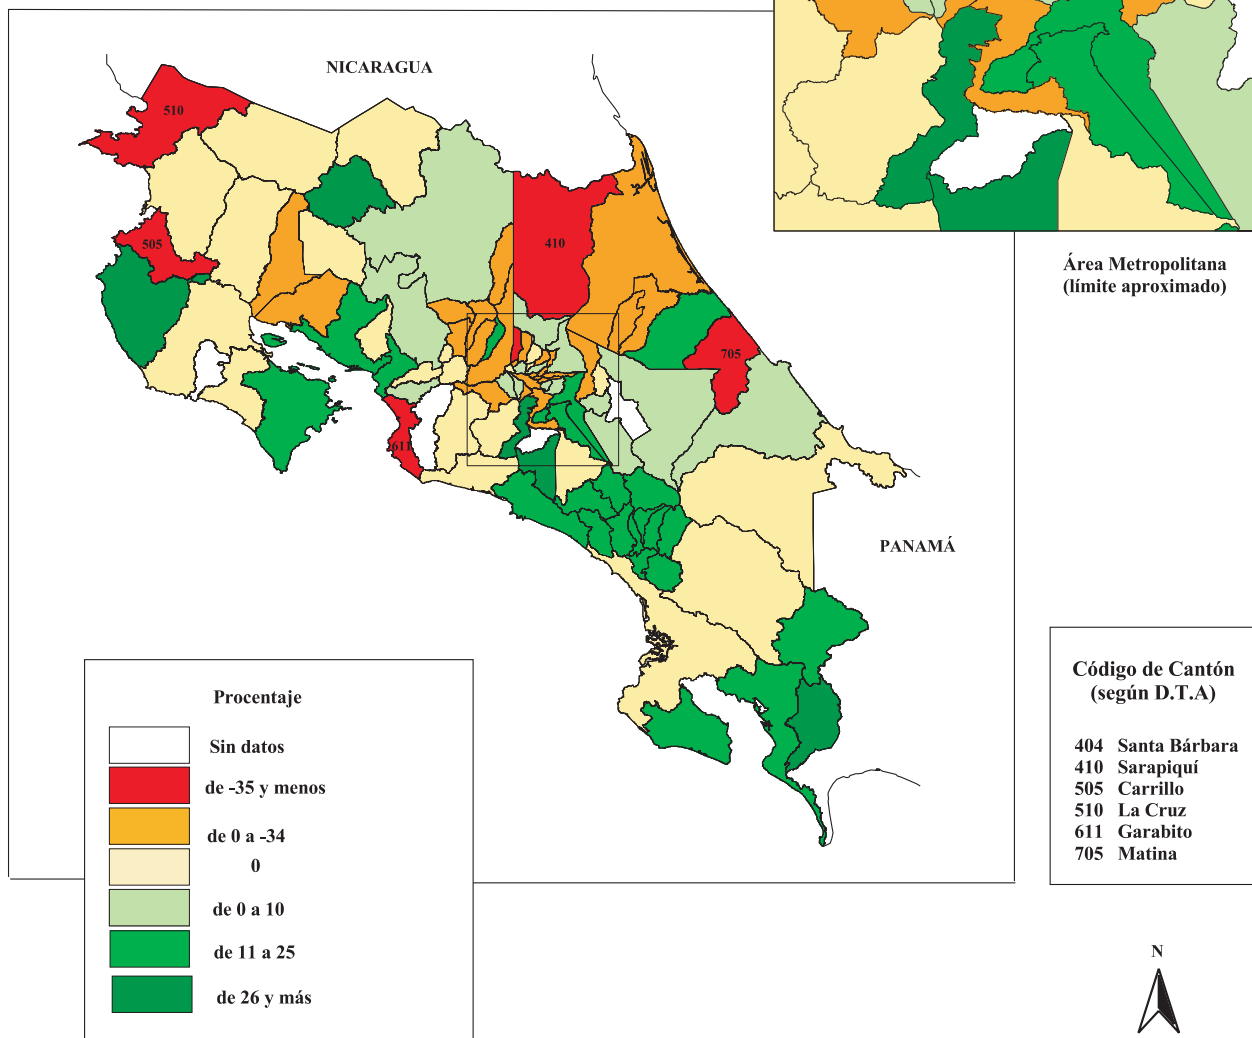 NICARAGUA
510
505
410
705
611
PANAMÁ
Área Metropolitana
(límite aproximado)
Procentaje
Sin datos
de -35 y menos
de 0 a -34
0
de 0 a 10
de 11 a 25
de 26 y más
Código de Cantón
(según D.T.A)
404 Santa Bárbara
410 Sarapiquí
505 Carrillo
510 La Cruz
611 Garabito
705 Matina
N